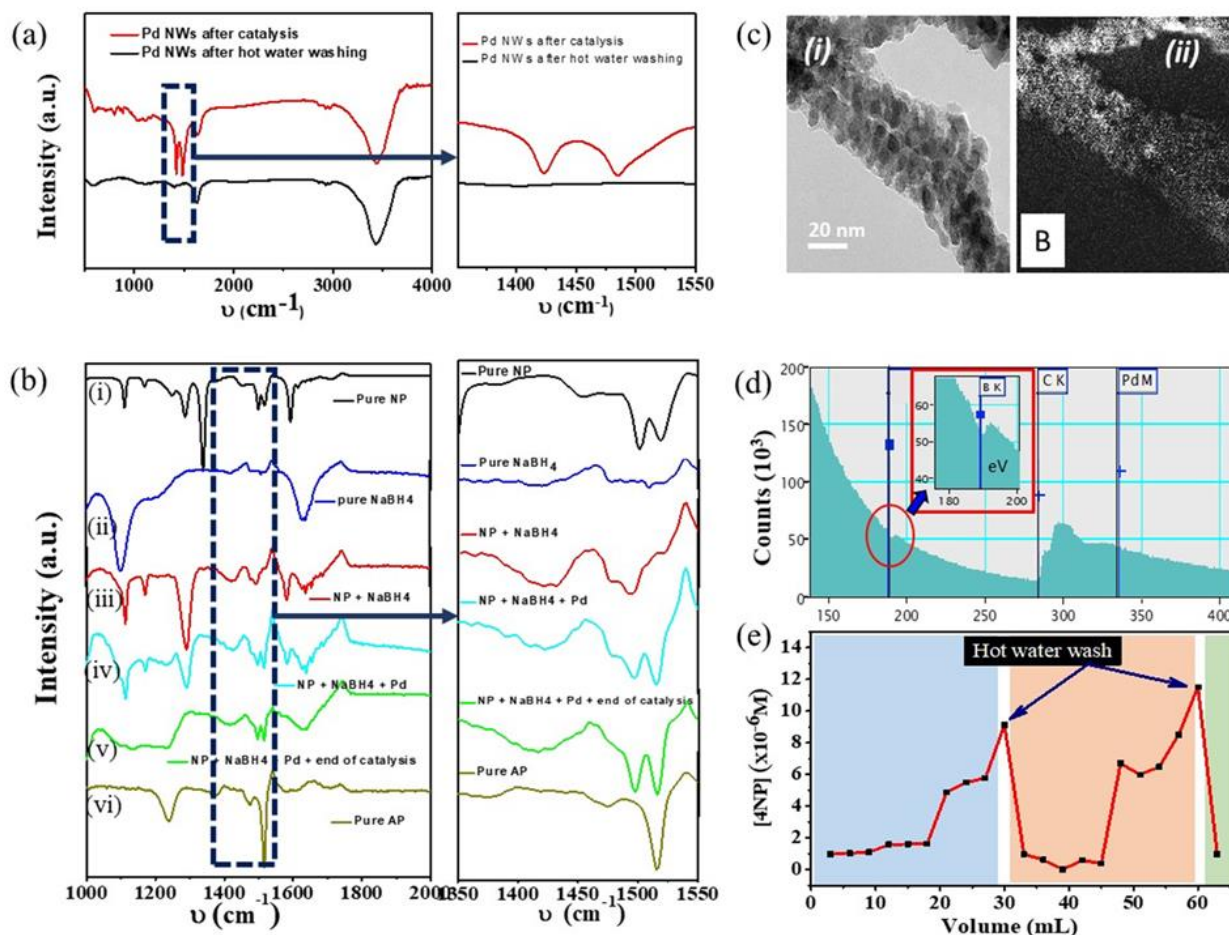 (a)
Pd NWs after catalysis
Pd NWs after hot water washing
Intensity (a.u.)
1000 2000 3000 4000
υ (cm-1)
Pd NWs after catalysis
Pd NWs after hot water washing
1400 1450 1500 1550
υ (cm-1)
(b)
Intensity (a.u.)
(i)
Pure NP
(ii)
pure NaBH4
(iii)
NP + NaBH4
(iv)
NP + NaBH4 + Pd
(v)
NP + NaBH4 Pd + end of catalysis
(vi)
Pure AP
1000 1200 1400 1600 1800 2000
υ (cm-1)
Pure NP
Pure NaBH4
NP + NaBH4
NP + NaBH4 + Pd
NP + NaBH4 + Pd + end of catalysis
Pure AP
1350 1400 1450 1500 1550
υ (cm-1)
(c)
(i)
20 nm
(ii)
B
(d)
Counts (10³)
200
150
100
50
0
B K
60
50
40
eV
180 200
C K
Pd M
200 250 300 350 400
(e)
Hot water wash
[4NP] (x10-6M)
14
12
10
8
6
4
2
0
0 10 20 30 40 50 60
Volume (mL)